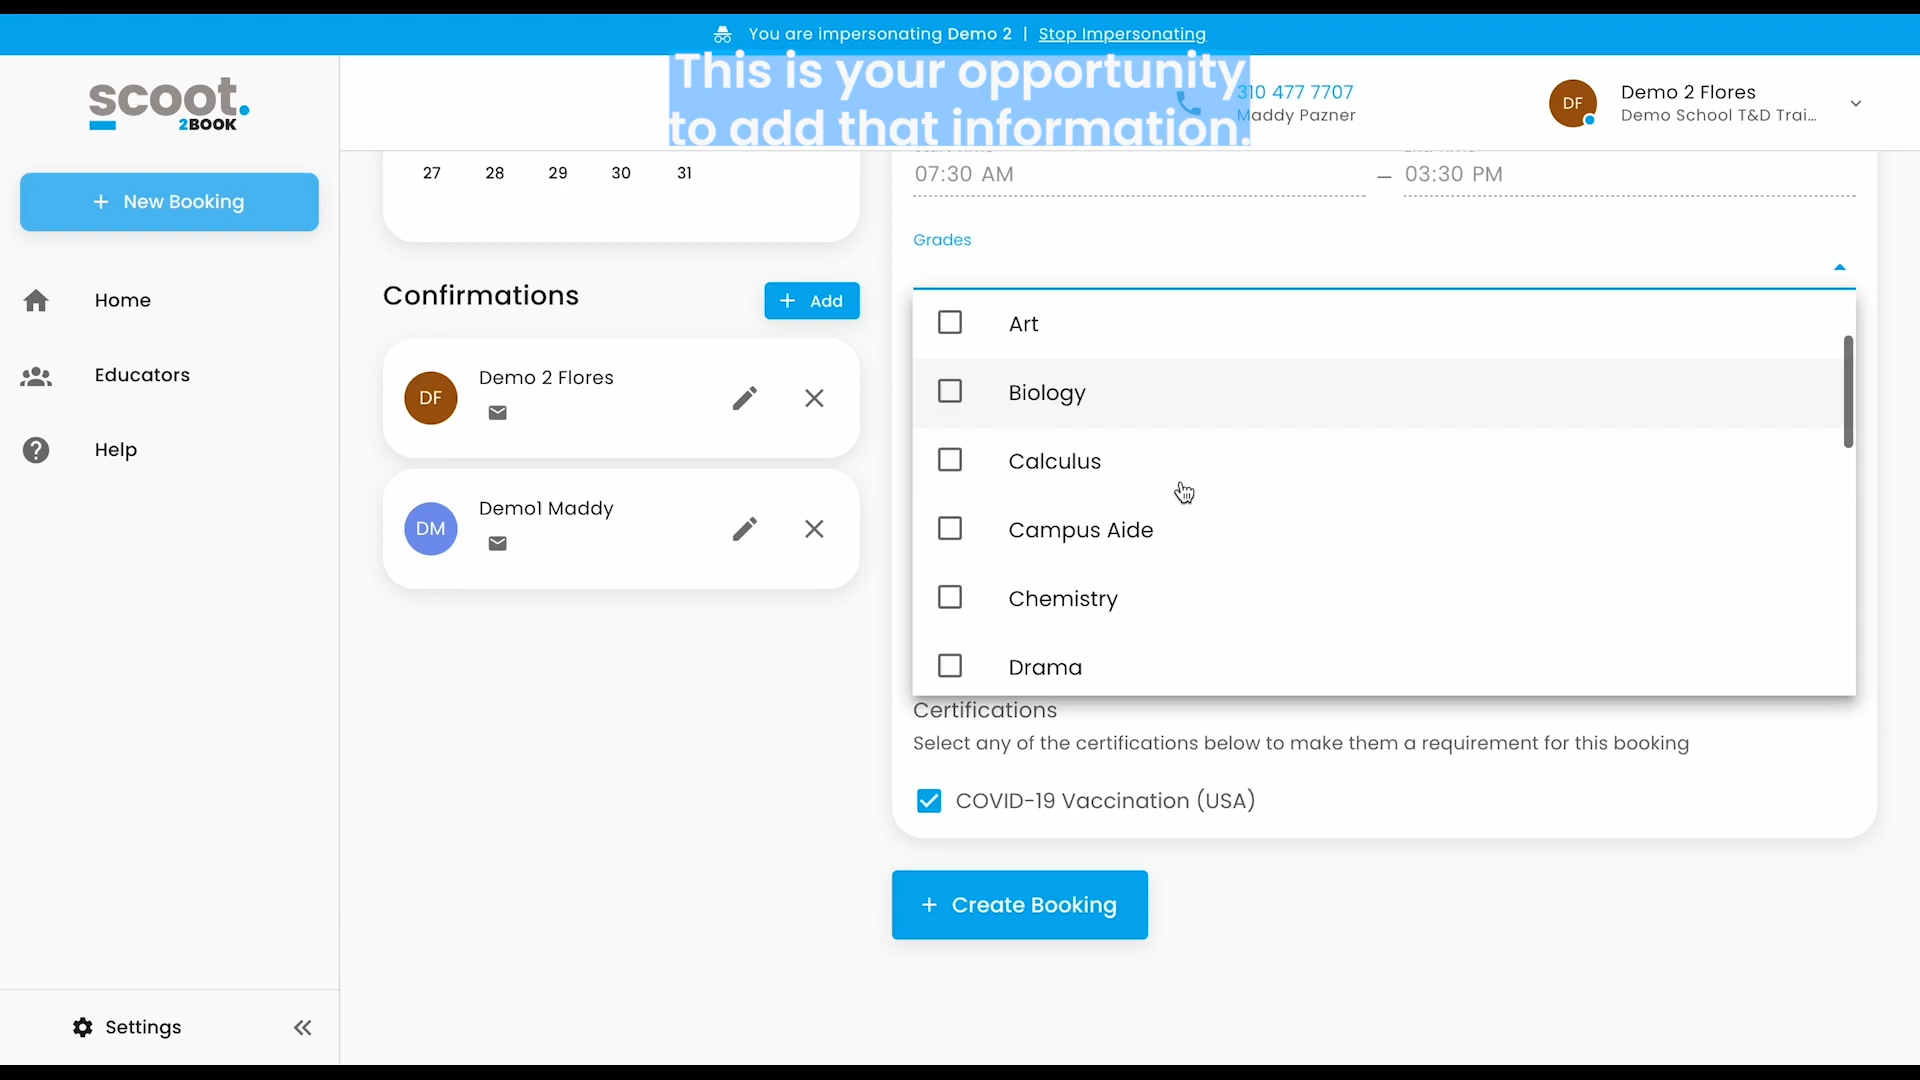 You are impersonating Demo 2 | Stop Impersonating
This is your opportunity
to add that information.
scoot.
2BOOK
310 477 7707
Maddy Pazner
DF
Demo 2 Flores
Demo School T&D Trai...
+ New Booking
Home
Educators
Help
Settings
27 28 29 30 31
Confirmations
+ Add
DF
Demo 2 Flores
DM
Demo1 Maddy
07:30 AM – 03:30 PM
Grades
Art
Biology
Calculus
Campus Aide
Chemistry
Drama
Certifications
Select any of the certifications below to make them a requirement for this booking
COVID-19 Vaccination (USA)
+ Create Booking